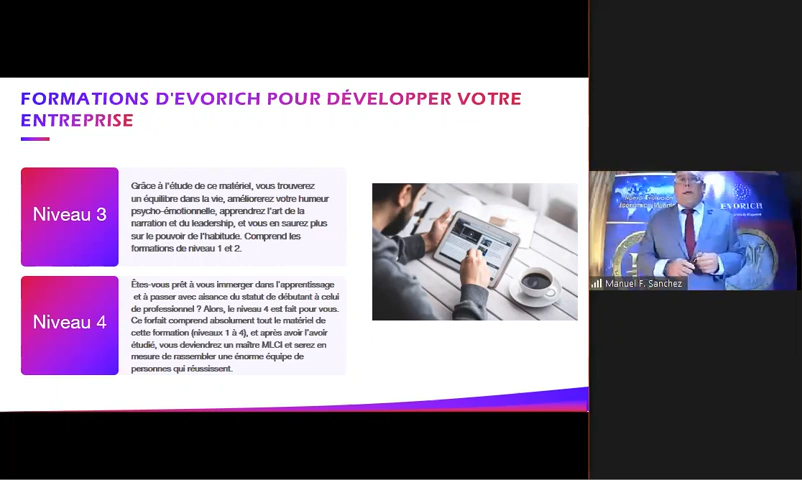 FORMATIONS D'EVORICH POUR DÉVELOPPER VOTRE
ENTREPRISE
Niveau 3
Grâce à l'étude de ce matériel, vous trouverez
un équilibre dans la vie, améliorerez votre humeur
psycho-émotionnelle, apprendrez l'art de la
narration et du leadership, et vous en saurez plus
sur le pouvoir de l'habitude. Comprend les
formations de niveau 1 et 2.
Niveau 4
Êtes-vous prêt à vous immerger dans l'apprentissage
et à passer avec aisance du statut de débutant à celui
de professionnel ? Alors, le niveau 4 est fait pour vous.
Ce forfait comprend absolument tout le matériel de
cette formation (niveaux 1 à 4), et après avoir l'avoir
étudié, vous deviendrez un maître MLCI et serez en
mesure de rassembler une énorme équipe de
personnes qui réussissent.
EVORICH
Manuel F. Sanchez